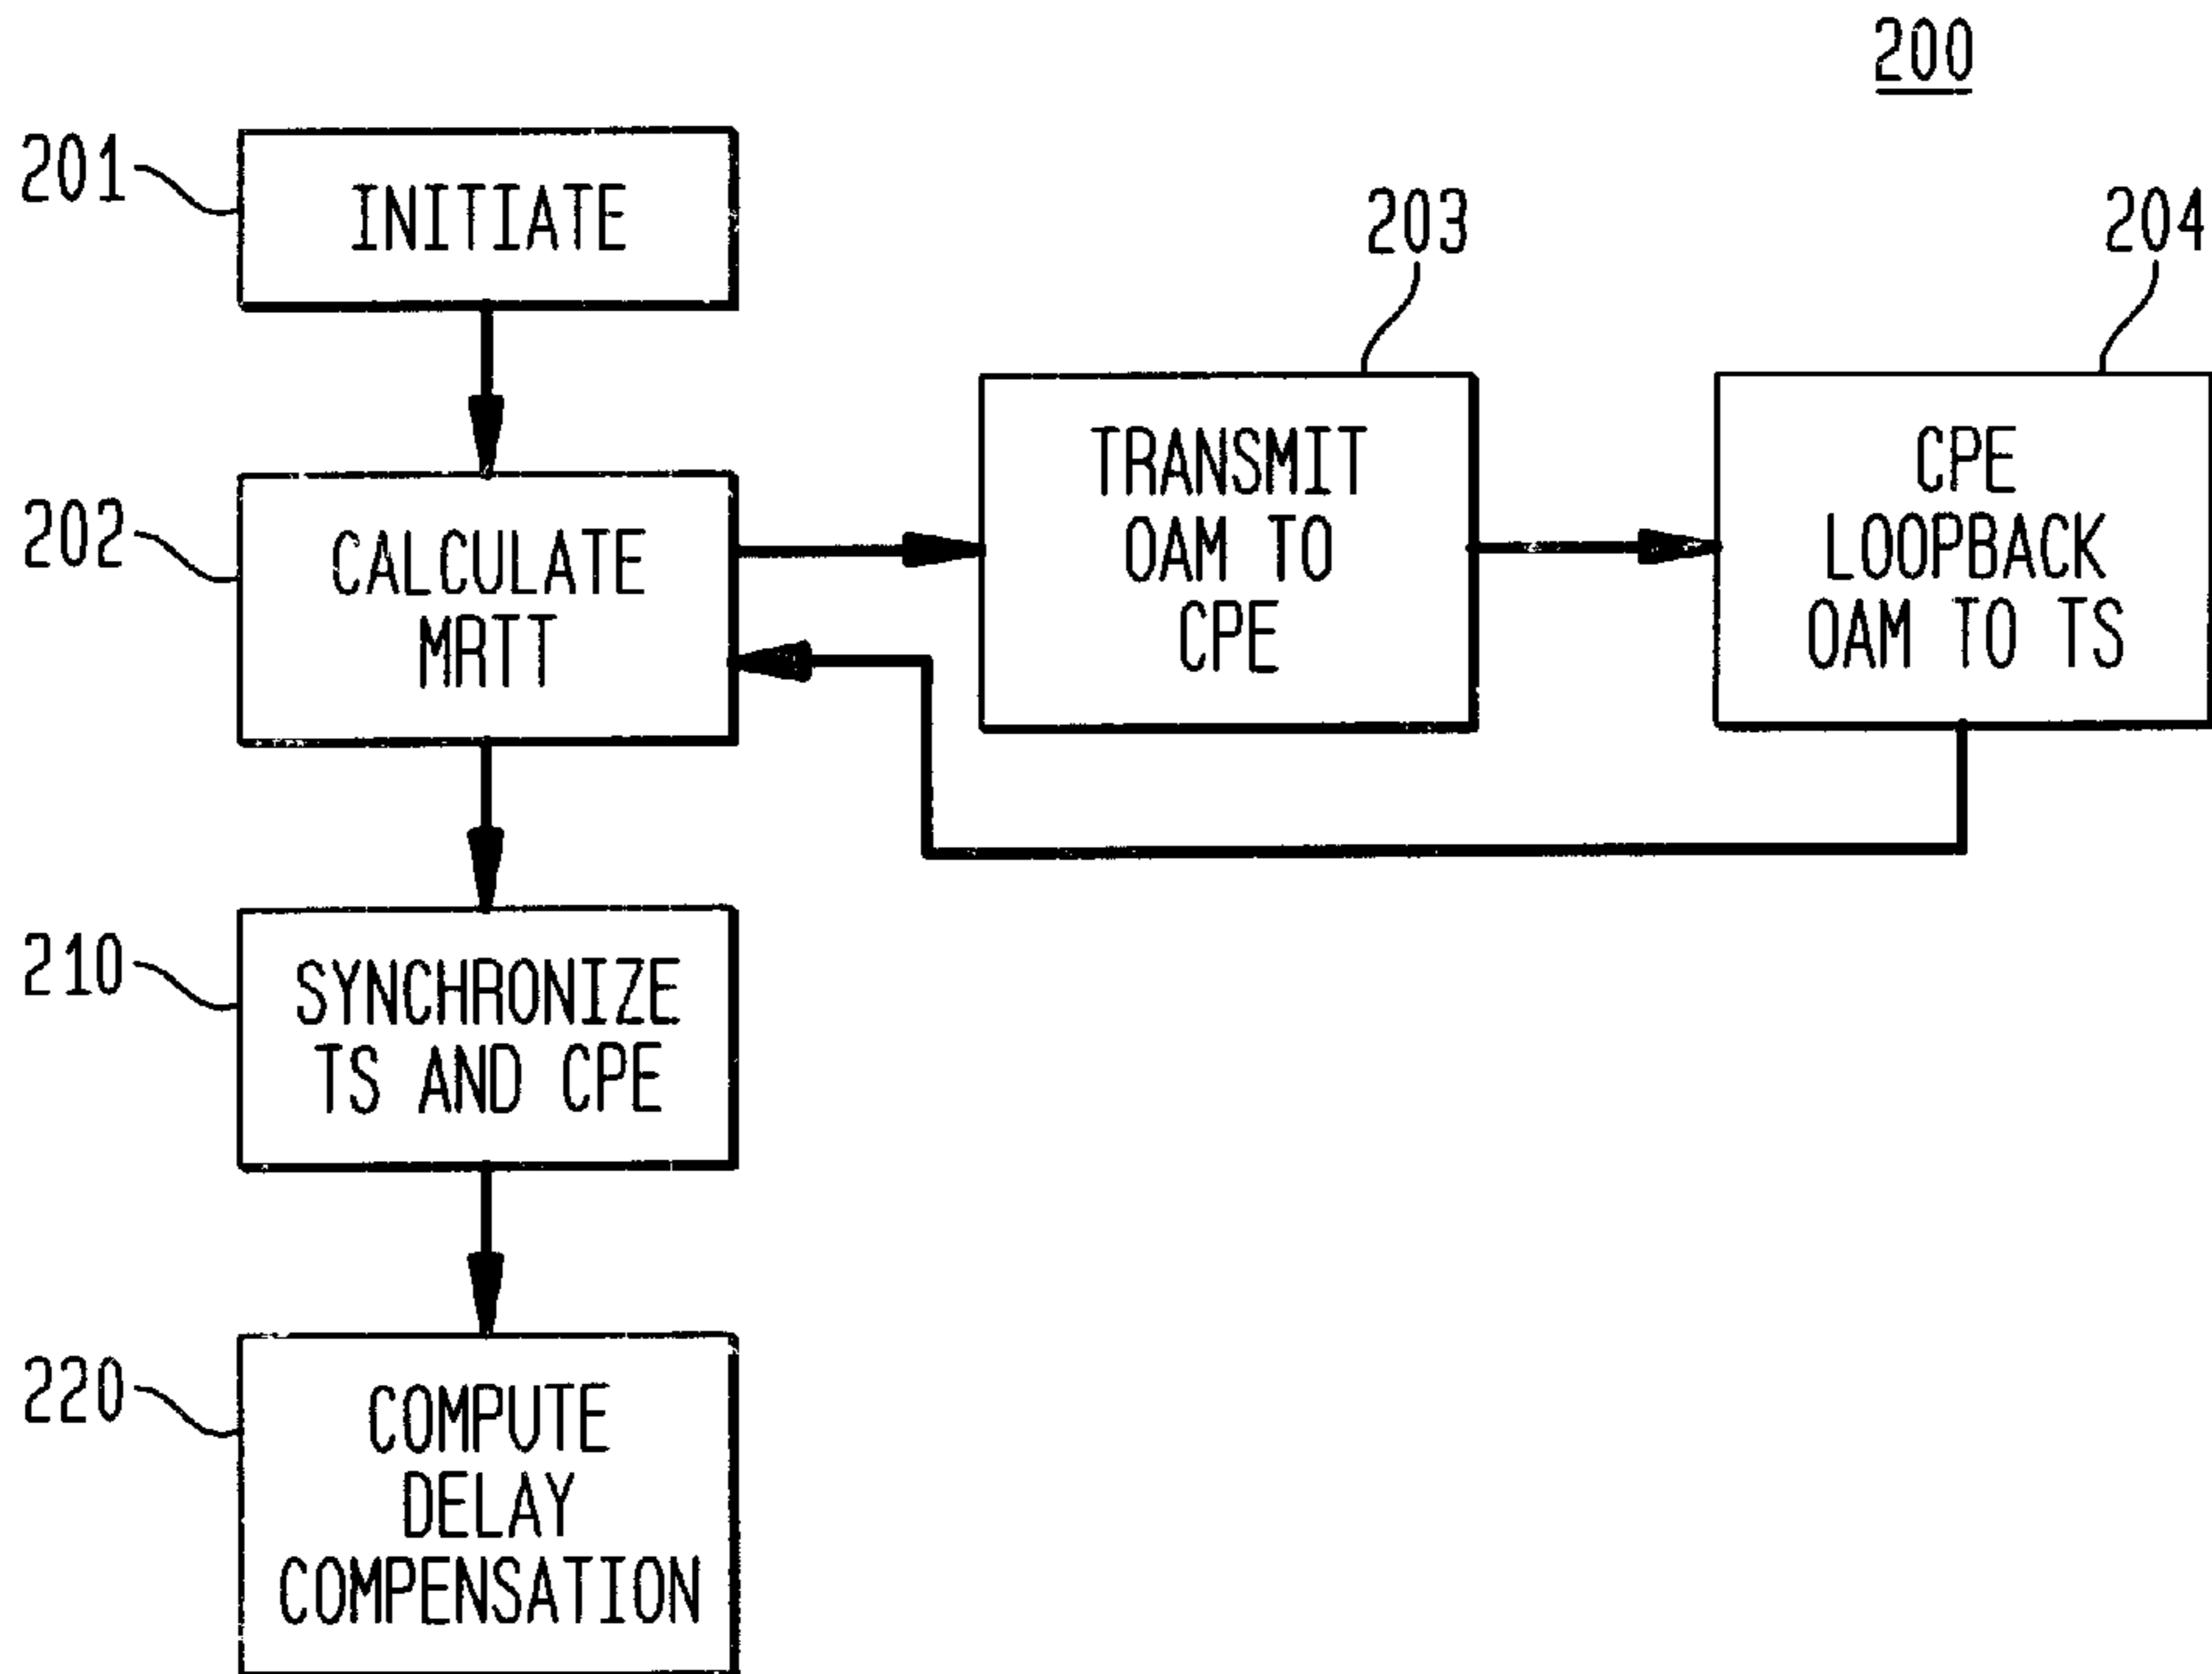 200
201
INITIATE
203
204
202
CALCULATE
MRTT
TRANSMIT
OAM TO
CPE
CPE
LOOPBACK
OAM TO TS
210
SYNCHRONIZE
TS AND CPE
220
COMPUTE
DELAY
COMPENSATION